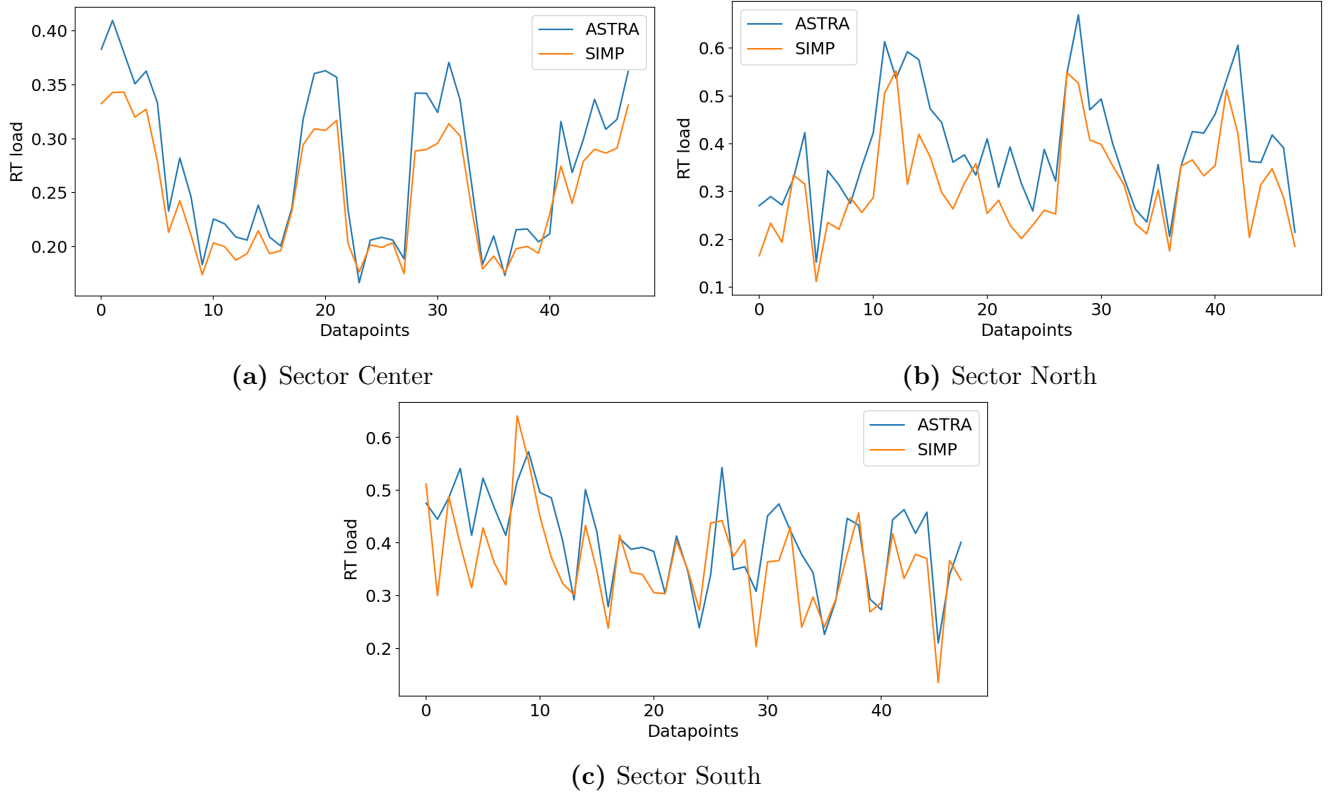 ASTRA
SIMP
0.40
0.35
0.30
0.25
0.20
RT load
0 10 20 30 40
Datapoints
(a) Sector Center
ASTRA
SIMP
0.6
0.5
0.4
0.3
0.2
0.1
RT load
0 10 20 30 40
Datapoints
(b) Sector North
ASTRA
SIMP
0.6
0.5
0.4
0.3
0.2
RT load
0 10 20 30 40
Datapoints
(c) Sector South